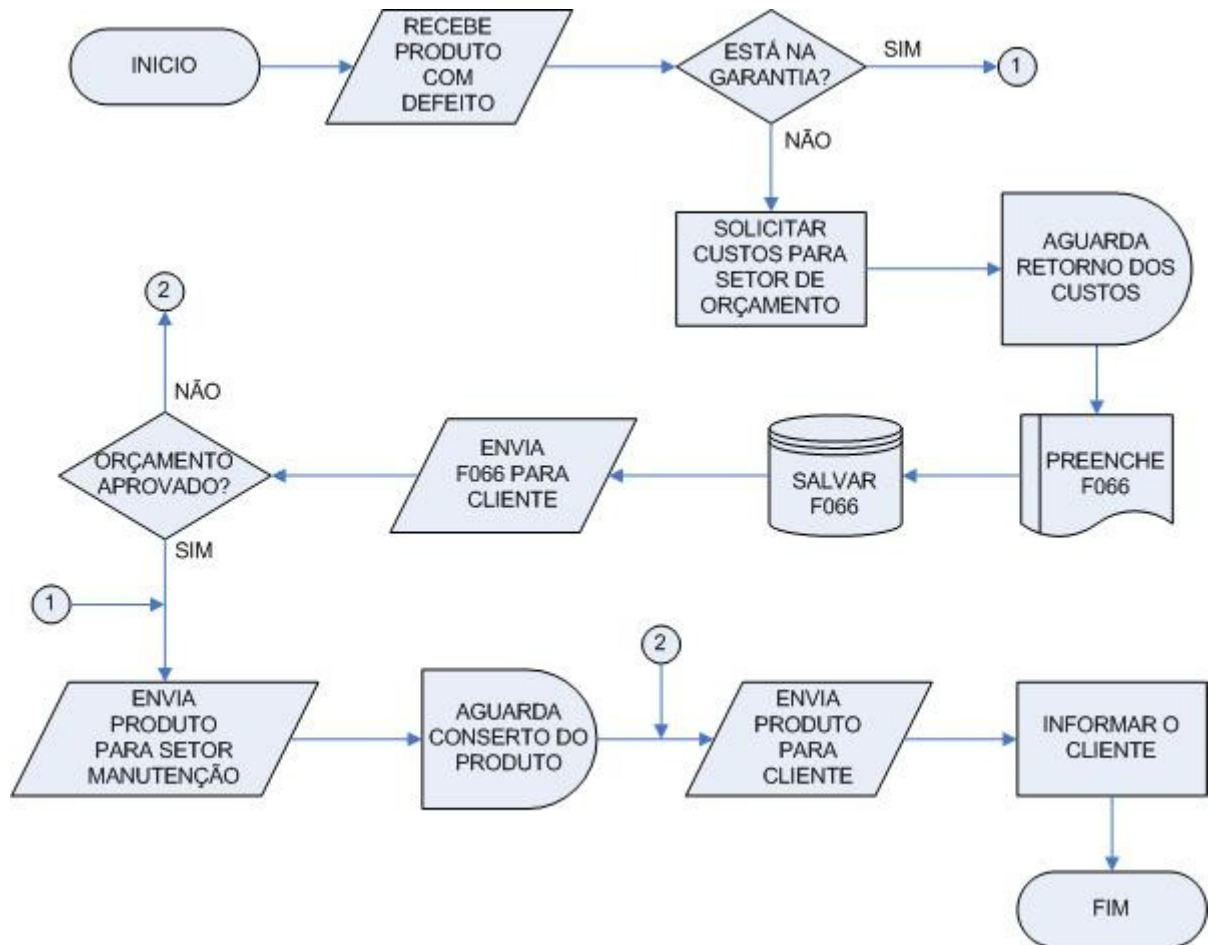 INICIO
RECEBE
PRODUTO
COM
DEFEITO
ESTÁ NA
GARANTIA?
SIM
1
NÃO
SOLICITAR
CUSTOS PARA
SETOR DE
ORÇAMENTO
AGUARDA
RETORNO DOS
CUSTOS
PREENCHE
F066
SALVAR
F066
ENVIA
F066 PARA
CLIENTE
ORÇAMENTO
APROVADO?
NÃO
2
SIM
1
ENVIA
PRODUTO
PARA SETOR
MANUTENÇÃO
AGUARDA
CONSERTO DO
PRODUTO
2
ENVIA
PRODUTO
PARA
CLIENTE
INFORMAR O
CLIENTE
FIM